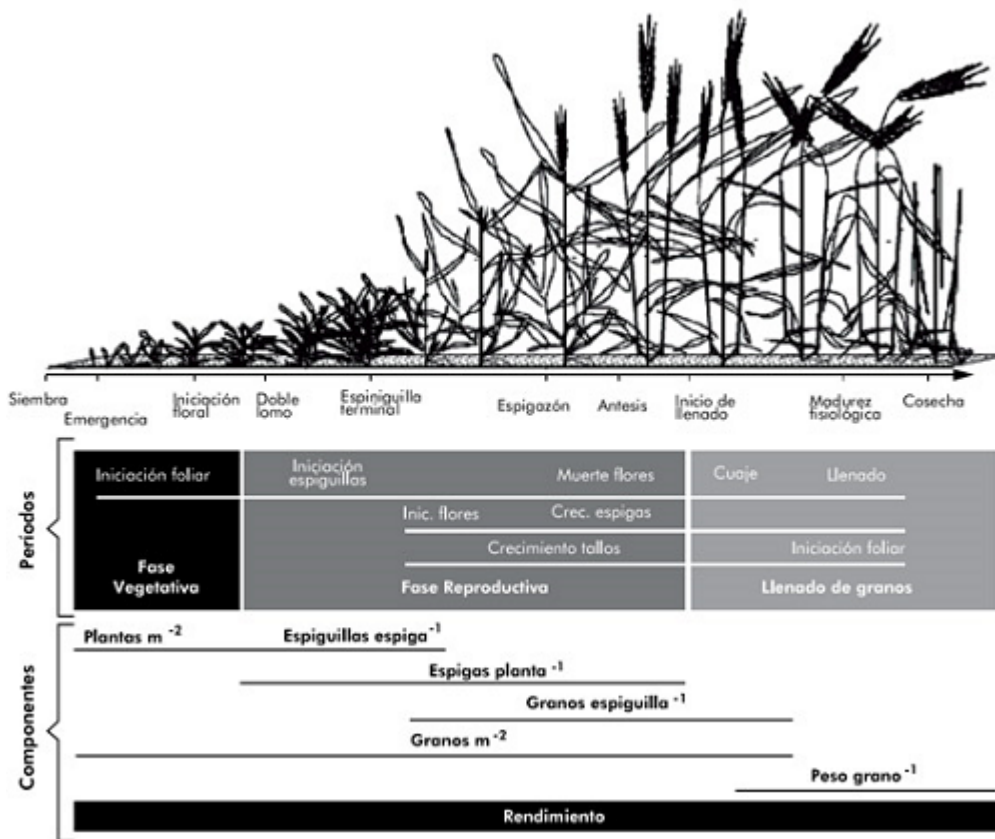 Siembra
Emergencia
Iniciación
floral
Doble
lomo
Espiniguilla
terminal
Espigazón
Antesis
Inicio de
llenado
Madurez
fisiológica
Cosecha
Períodos
Iniciación foliar
Iniciación
espiguillas
Muerte flores
Cuaje
Llenado
Inic. flores
Crec. espigas
Crecimiento tallos
Iniciación foliar
Fase
Vegetativa
Fase Reproductiva
Llenado de granos
Componentes
Plantas m⁻²
Espiguillas espiga⁻¹
Espigas planta⁻¹
Granos espiguilla⁻¹
Granos m⁻²
Peso grano⁻¹
Rendimiento